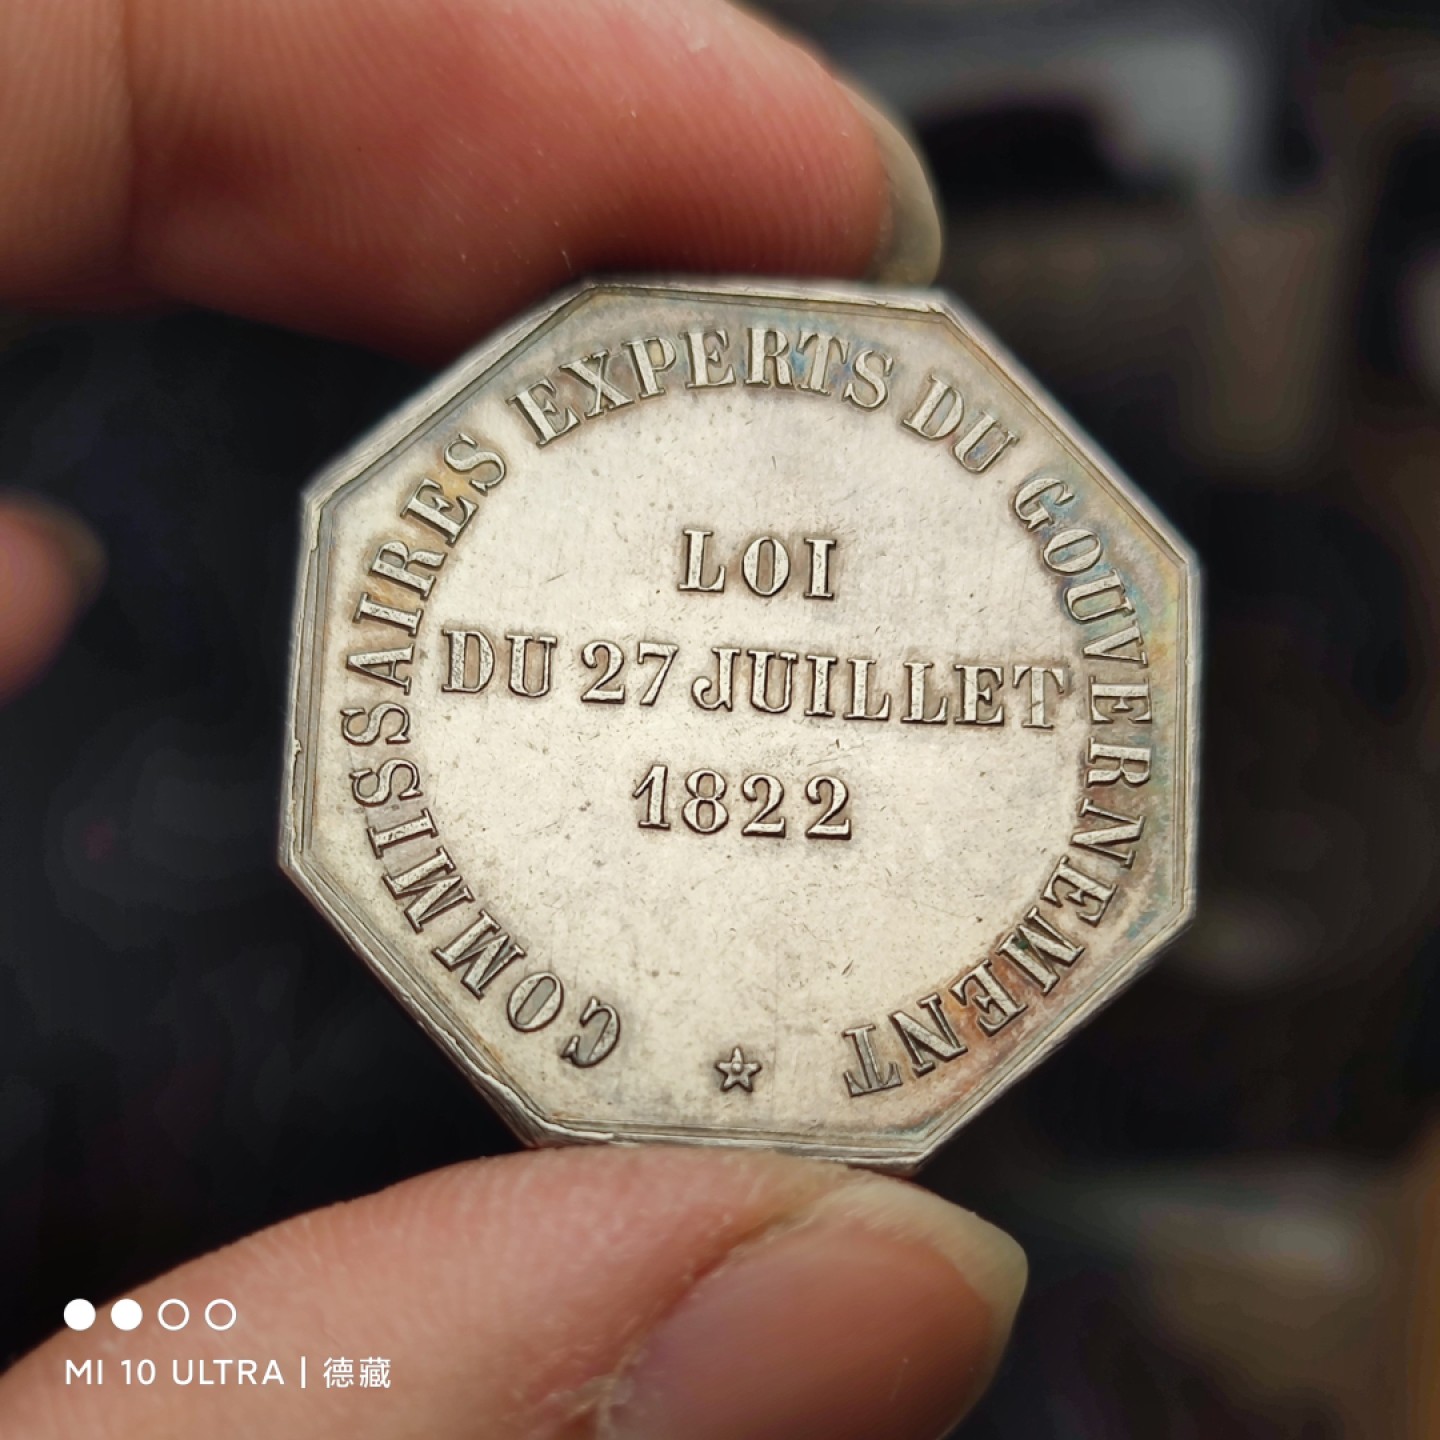 COMMISSAIRES EXPERTS DU GOUVERNEMENT
LOI
DU 27 JUILLET
1822
MI 10 ULTRA | 德藏